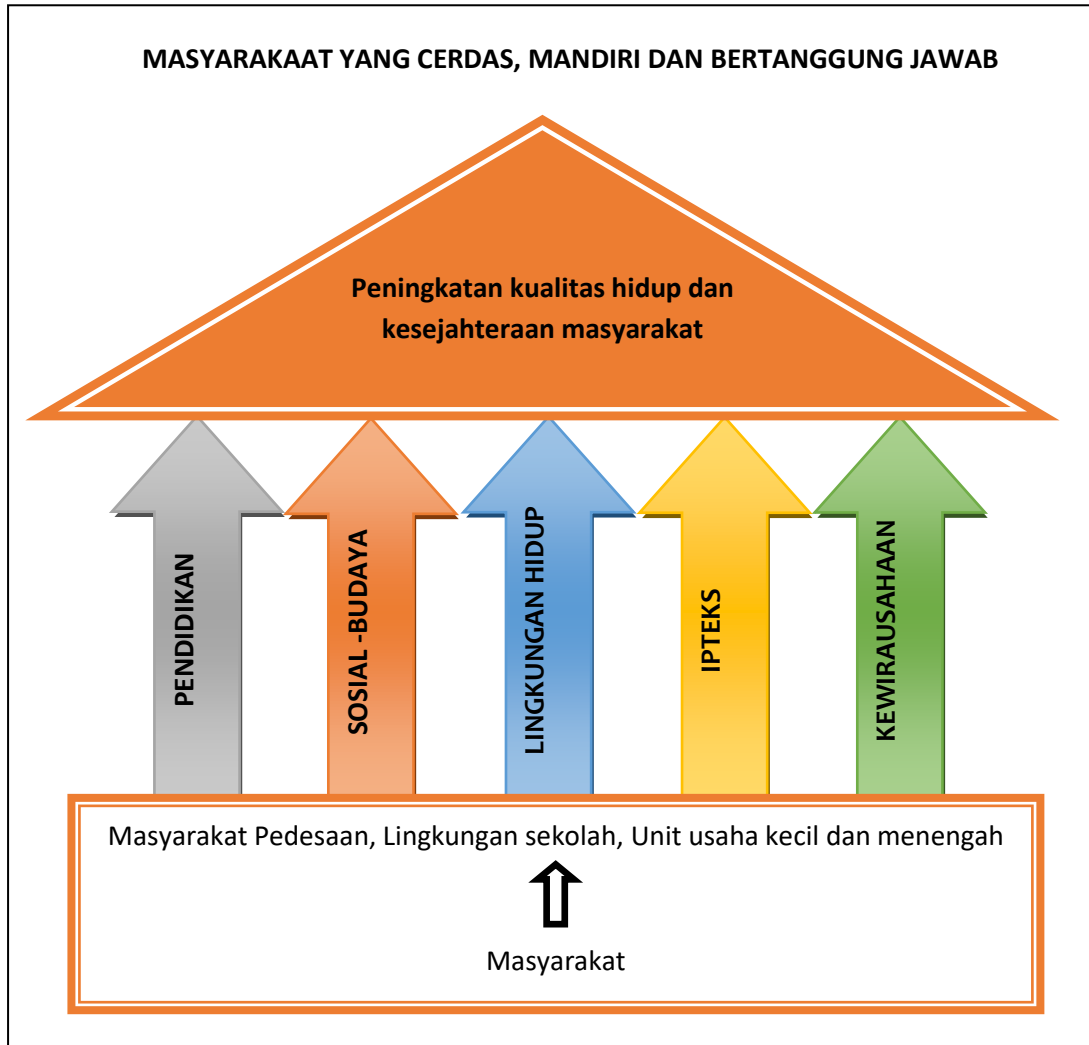 MASYARAKAAT YANG CERDAS, MANDIRI DAN BERTANGGUNG JAWAB
Peningkatan kualitas hidup dan
kesejahteraan masyarakat
PENDIDIKAN
SOSIAL -BUDAYA
LINGKUNGAN HIDUP
IPTEKS
KEWIRAUSAHAAN
Masyarakat Pedesaan, Lingkungan sekolah, Unit usaha kecil dan menengah
Masyarakat